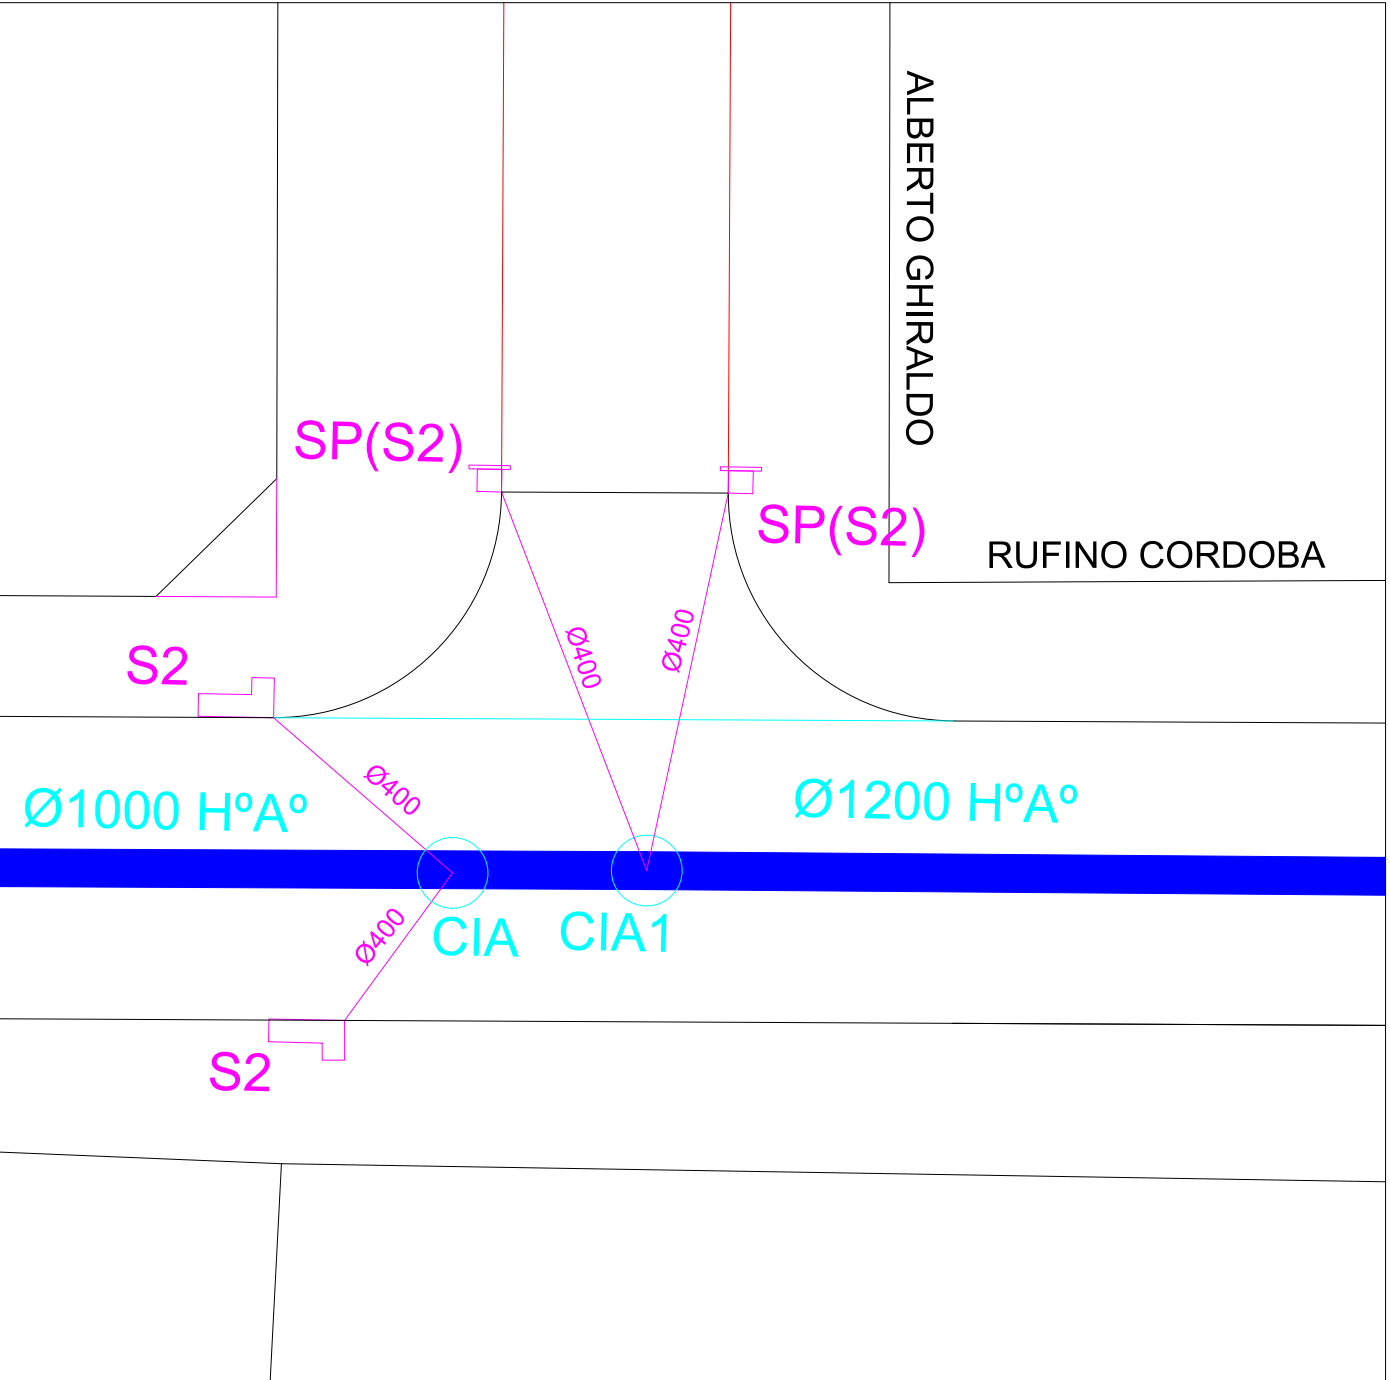 ALBERTO GHIRALDO
SP(S2)
SP(S2)
RUFINO CORDOBA
Ø400
Ø400
S2
Ø400
Ø1000 HºAº
Ø1200 HºAº
Ø400
CIA
CIA1
S2